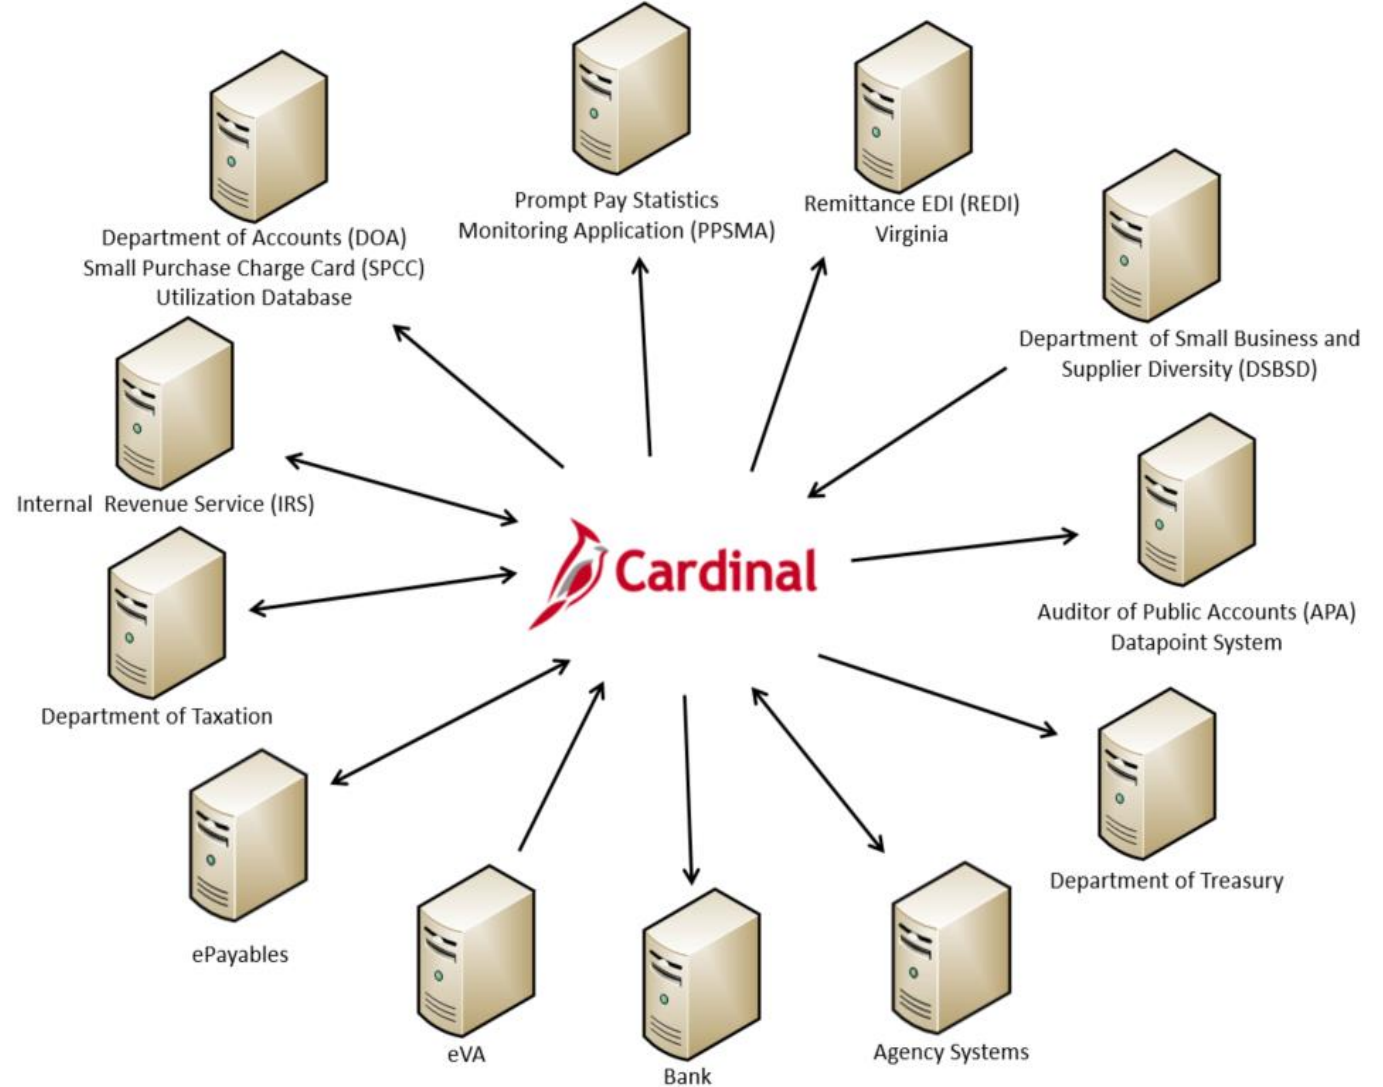 Prompt Pay Statistics
Monitoring Application (PPSMA)
Remittance EDI (REDI)
Virginia
Department of Accounts (DOA)
Small Purchase Charge Card (SPCC)
Utilization Database
Department  of Small Business and
Supplier Diversity (DSBSD)
Internal  Revenue Service (IRS)
Cardinal
Auditor of Public Accounts (APA)
Datapoint System
Department of Taxation
Department of Treasury
ePayables
eVA
Agency Systems
Bank